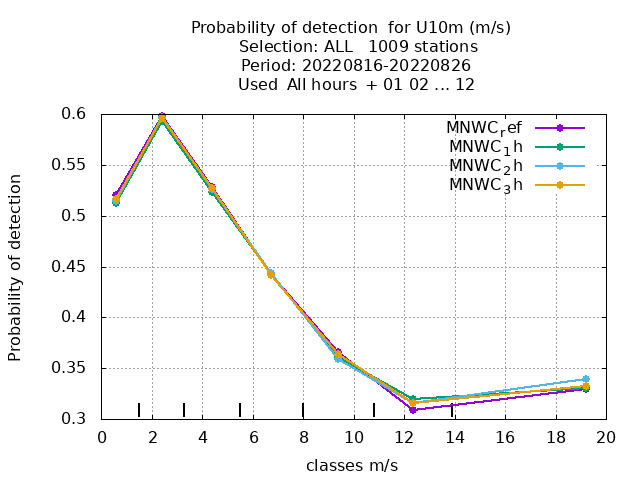 Probability of detection  for U10m (m/s)
Selection: ALL   1009 stations
Period: 20220816-20220826
Used  All hours  + 01 02 ... 12
Probability of detection
0.6
0.55
0.5
0.45
0.4
0.35
0.3
MNWC_ref
MNWC_1h
MNWC_2h
MNWC_3h
0 2 4 6 8 10 12 14 16 18 20
classes m/s